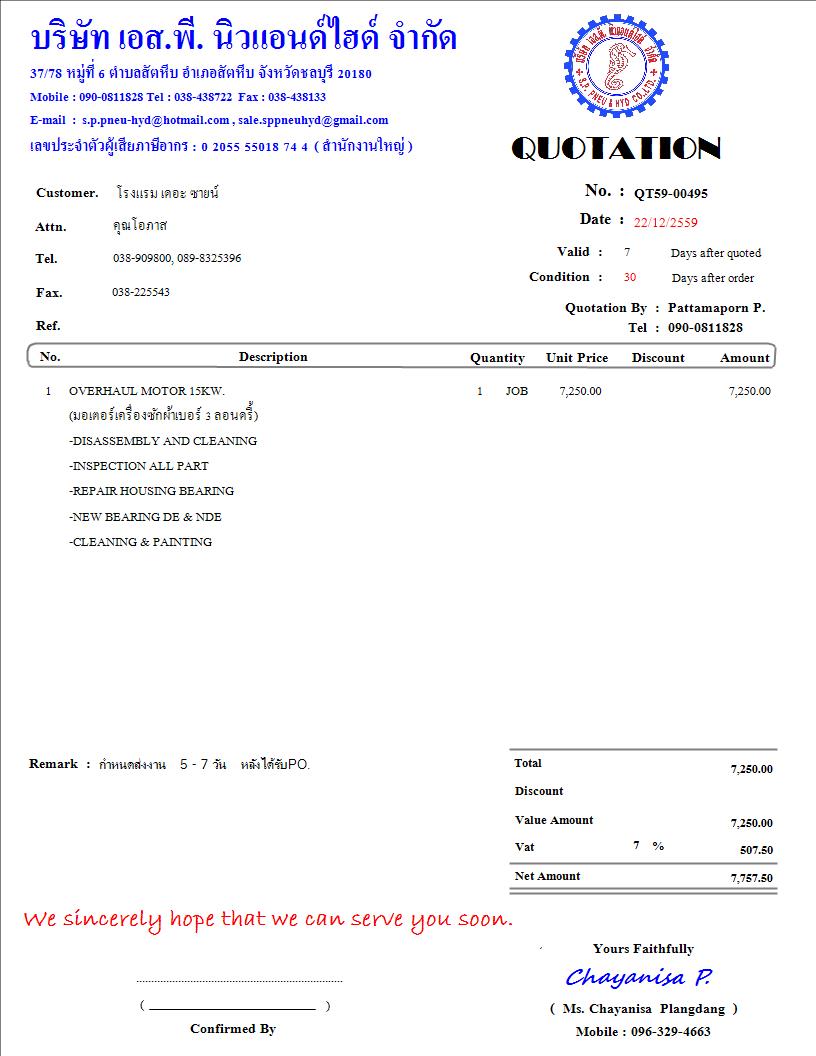 บริษัท เอส.พี. นิวแอนด์ไฮด์ จำกัด
37/78 หมู่ที่ 6 ตำบลสัตหีบ อำเภอสัตหีบ จังหวัดชลบุรี 20180
Mobile : 090-0811828 Tel : 038-438722 Fax : 038-438133
E-mail : s.p.pneu-hyd@hotmail.com , sale.sppneuhyd@gmail.com
เลขประจำตัวผู้เสียภาษีอากร : 0 2055 55018 74 4 ( สำนักงานใหญ่ )
บริษัท เอส.พี. นิวแอนด์ไฮด์ จำกัด
S.P. PNEU & HYD CO.,LTD.
QUOTATION
Customer. โรงแรม เดอะ ซายน์
No. : QT59-00495
Attn. คุณโอภาส
Date : 22/12/2559
Tel. 038-909800, 089-8325396
Valid : 7 Days after quoted
Condition : 30 Days after order
Fax. 038-225543
Quotation By : Pattamaporn P.
Ref.
Tel : 090-0811828
No. Description Quantity Unit Price Discount Amount
1 OVERHAUL MOTOR 15KW. 1 JOB 7,250.00 7,250.00
(มอเตอร์เครื่องซักผ้าเบอร์ 3 ลอนดรี้)
-DISASSEMBLY AND CLEANING
-INSPECTION ALL PART
-REPAIR HOUSING BEARING
-NEW BEARING DE & NDE
-CLEANING & PAINTING
Remark : กำหนดส่งงาน 5 - 7 วัน หลังได้รับPO.
Total 7,250.00
Discount
Value Amount 7,250.00
Vat 7 % 507.50
Net Amount 7,757.50
We sincerely hope that we can serve you soon.
Yours Faithfully
Chayanisa P.
( )
( Ms. Chayanisa Plangdang )
Confirmed By
Mobile : 096-329-4663